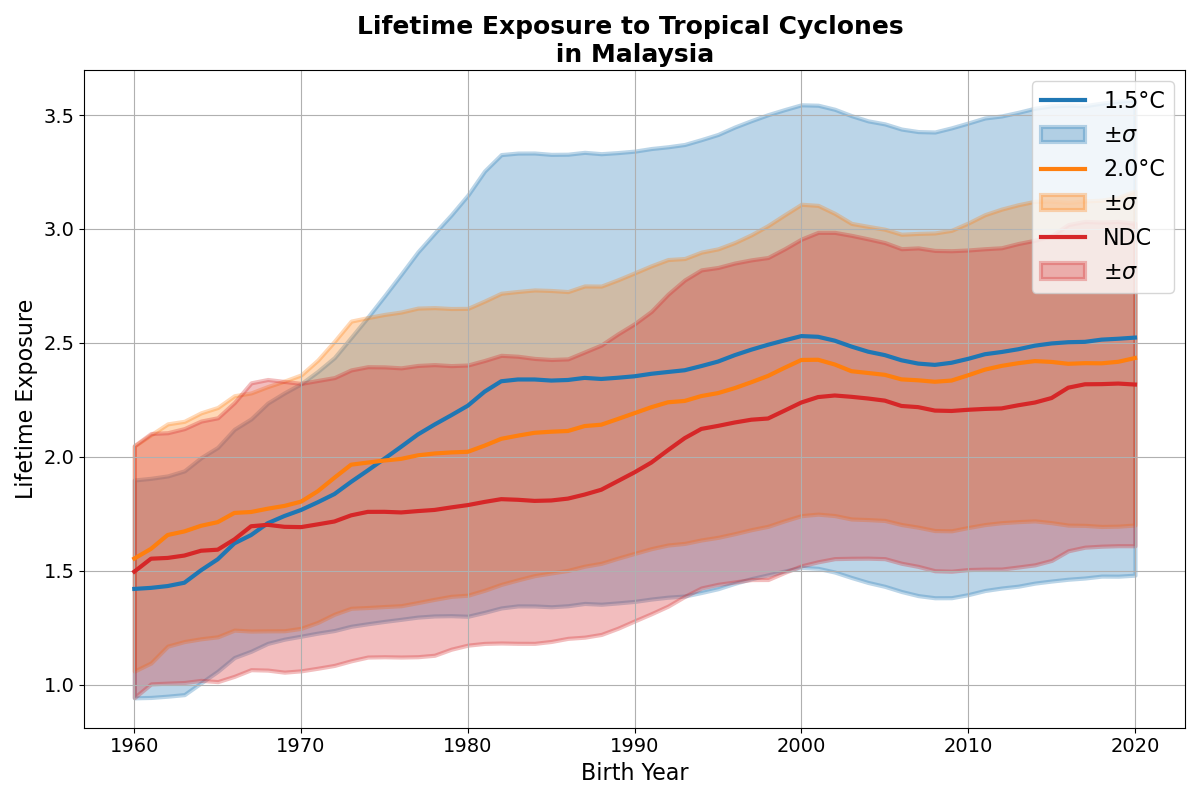 Lifetime Exposure to Tropical Cyclones
in Malaysia
Lifetime Exposure
3.5
3.0
2.5
2.0
1.5
1.0
1960
1970
1980
1990
2000
2010
2020
Birth Year
1.5°C
±σ
2.0°C
±σ
NDC
±σ